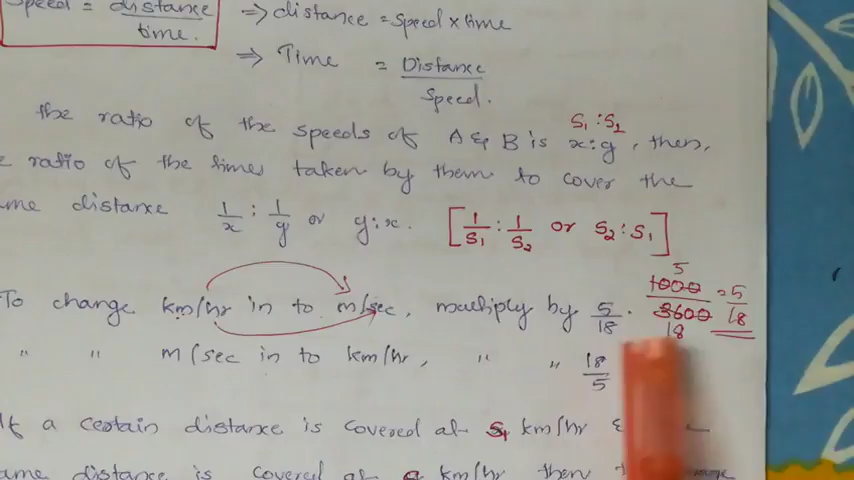 Speed = distance/time. ⇒ distance = Speed × time
⇒ Time = Distance/Speed.
the ratio of the speeds of A & B is x:y, then, S₁:S₂
ratio of the times taken by them to cover the
distance 1/x : 1/y or y:x. [1/S₁ : 1/S₂ or S₂:S₁]
To change km/hr in to m/sec, multiply by 5/18. 1000/3600 = 5/18
5
18
" " m/sec in to km/hr, " " 18/5
If a certain distance is covered at S₁ km/hr &
distance is covered at km/hr then